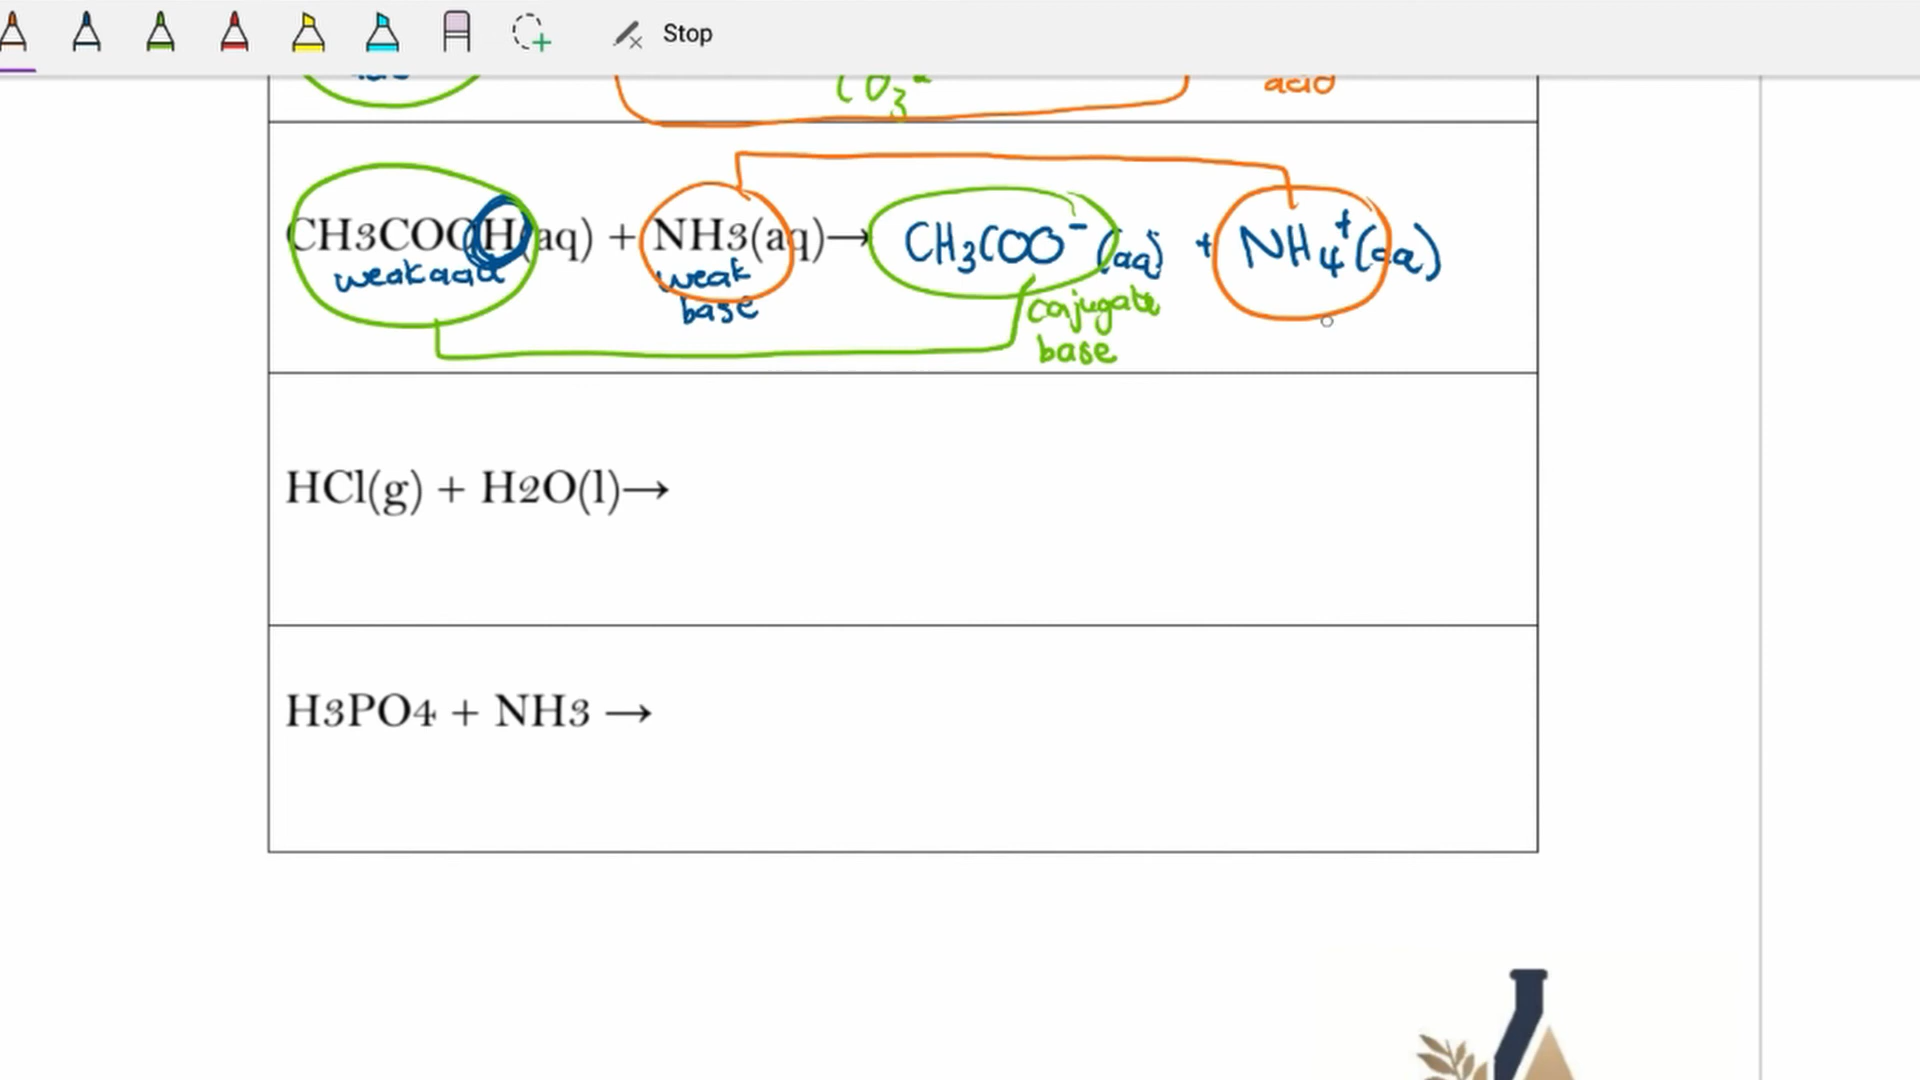 Stop
CO3 acid
CH3COOH(aq) + NH3(aq)→ CH₃COO⁻(aq) + NH₄⁺(aq)
weak acid weak base
conjugate base
HCl(g) + H2O(l)→
H3PO4 + NH3 →